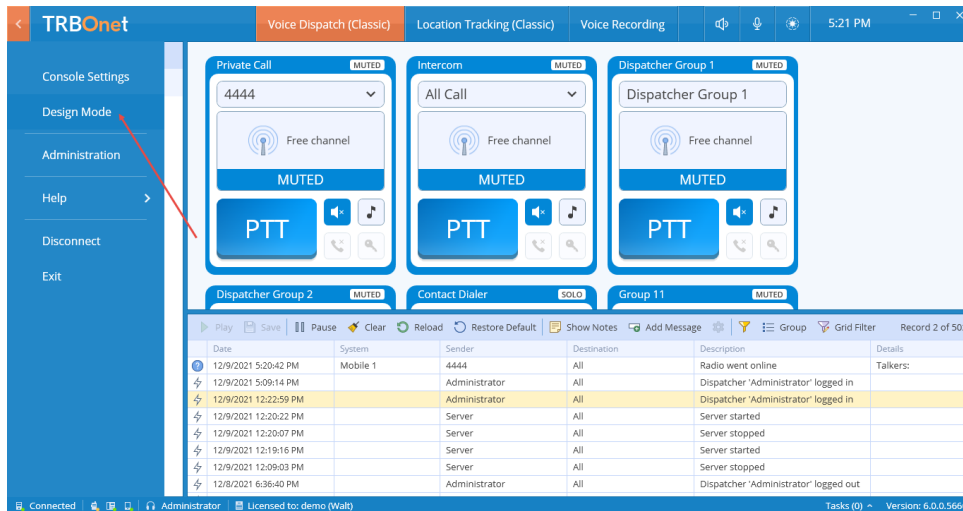 TRBOnet
Voice Dispatch (Classic)
Location Tracking (Classic)
Voice Recording
5:21 PM
Console Settings
Design Mode
Administration
Help
Disconnect
Exit
Private Call MUTED
4444
Free channel
MUTED
PTT
Intercom MUTED
All Call
Free channel
MUTED
PTT
Dispatcher Group 1 MUTED
Dispatcher Group 1
Free channel
MUTED
PTT
Dispatcher Group 2 MUTED
Contact Dialer SOLO
Group 11 MUTED
Play Save Pause Clear Reload Restore Default Show Notes Add Message Group Grid Filter Record 2 of 50
Date System Sender Destination Description Details
12/9/2021 5:20:42 PM Mobile 1 4444 All Radio went online Talkers:
12/9/2021 5:09:14 PM Administrator All Dispatcher 'Administrator' logged in
12/9/2021 12:22:59 PM Administrator All Dispatcher 'Administrator' logged in
12/9/2021 12:20:22 PM Server All Server started
12/9/2021 12:20:07 PM Server All Server stopped
12/9/2021 12:19:16 PM Server All Server started
12/9/2021 12:09:03 PM Server All Server stopped
12/8/2021 6:36:40 PM Administrator All Dispatcher 'Administrator' logged out
Connected Administrator Licensed to: demo (Walt) Tasks (0) Version: 6.0.0.566